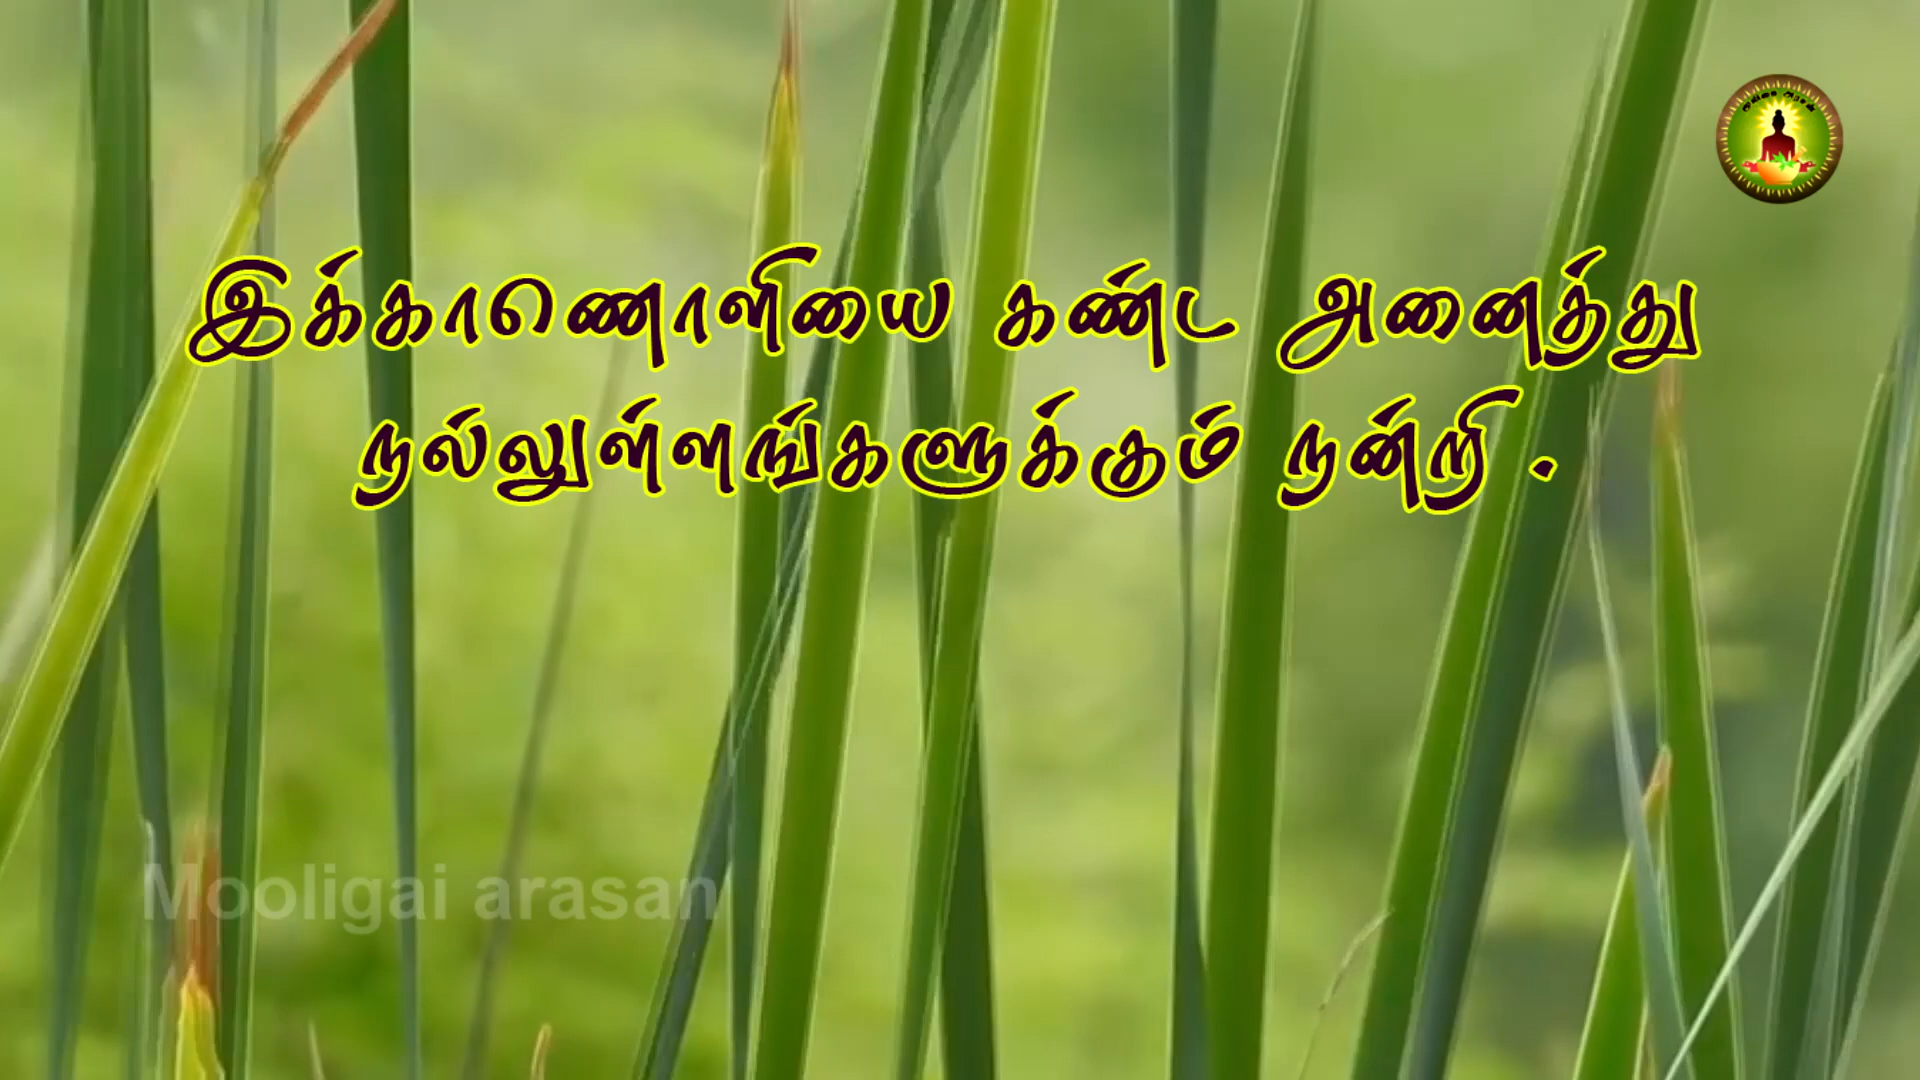 இக்காணொளியை கண்ட அனைத்து
நல்லுள்ளங்களுக்கும் நன்றி .
Mooligai arasan